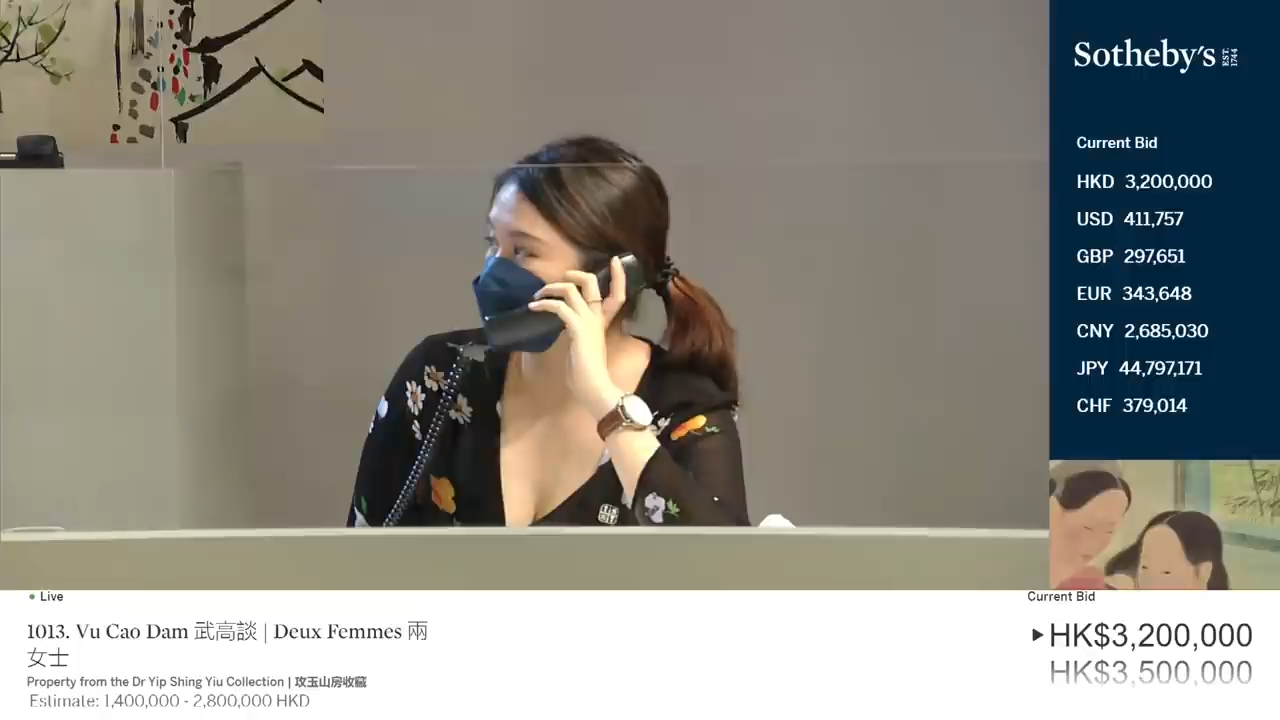 Sotheby's EST. 1744
Current Bid
HKD 3,200,000
USD 411,757
GBP 297,651
EUR 343,648
CNY 2,685,030
JPY 44,797,171
CHF 379,014
Live
1013. Vu Cao Dam 武高談 | Deux Femmes 兩
女士
Property from the Dr Yip Shing Yiu Collection | 攻玉山房收藏
Estimate: 1,400,000 - 2,800,000 HKD
Current Bid
HK$3,200,000
HK$3,500,000